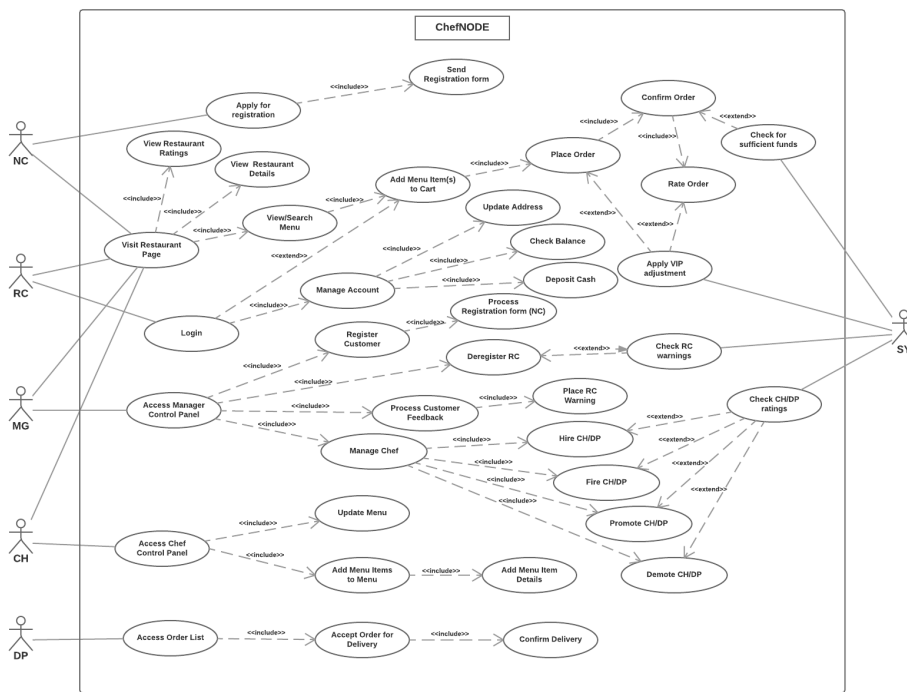 ChefNODE
Send
Registration form
<<include>>
Apply for
registration
Confirm Order
<<include>>
<<extend>>
<<include>>
Check for
sufficient funds
NC
View Restaurant
Ratings
View Restaurant
Details
Place Order
<<include>>
Add Menu Item(s)
to Cart
Rate Order
<<include>>
<<include>>
<<include>>
View/Search
Menu
<<include>>
Update Address
<<extend>>
<<extend>>
Visit Restaurant
Page
<<include>>
Check Balance
<<extend>>
<<include>>
Apply VIP
adjustment
RC
Manage Account
<<include>>
Deposit Cash
<<include>>
Process
Registration form (NC)
Login
Register
Customer
<<include>>
SY
Deregister RC
<<extend>>
Check RC
warnings
<<include>>
<<include>>
Access Manager
Control Panel
<<include>>
Process Customer
Feedback
<<include>>
Place RC
Warning
Check CH/DP
ratings
MG
<<include>>
Manage Chef
<<include>>
Hire CH/DP
<<extend>>
<<extend>>
<<include>>
<<extend>>
Fire CH/DP
<<include>>
<<extend>>
<<include>>
Promote CH/DP
Update Menu
<<include>>
CH
Access Chef
Control Panel
<<include>>
Add Menu Items
to Menu
<<include>>
Add Menu Item
Details
Demote CH/DP
DP
Access Order List
<<include>>
Accept Order for
Delivery
<<include>>
Confirm Delivery